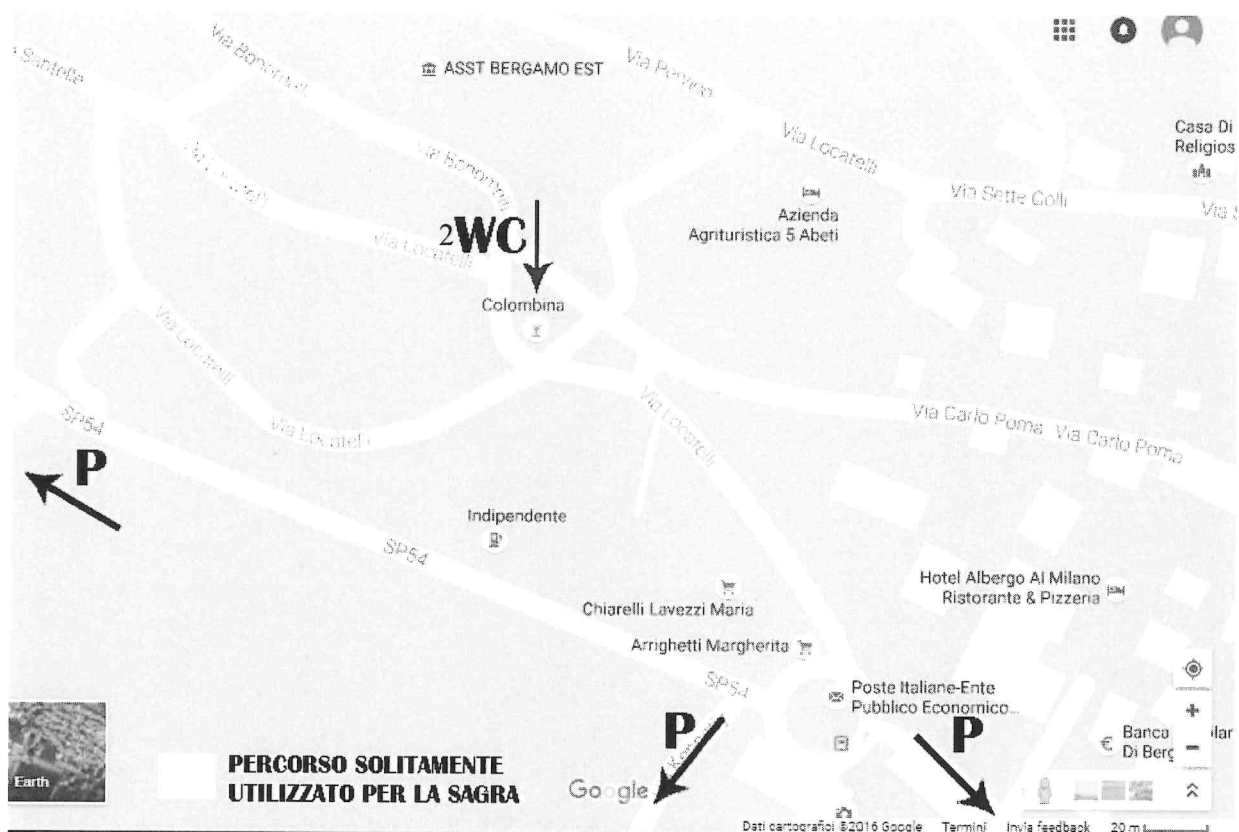 Santelle
Via Bonomelli
ASST BERGAMO EST
Via Locatelli
Casa Di
Religios
Via Bonomelli
Via Sette Colli
Via S
Azienda
Agrituristica 5 Abeti
2WC
Via Locatelli
Colombina
Via Locatelli
Via Locatelli
Via Locatelli
Via Carlo Poma Via Carlo Poma
SP54
P
Indipendente
SP54
Hotel Albergo Al Milano
Ristorante & Pizzeria
Chiarelli Lavezzi Maria
Arrighetti Margherita
SP54
Poste Italiane-Ente
Pubblico Economico...
P
P
Banca
Di Berg
Earth
PERCORSO SOLITAMENTE
UTILIZZATO PER LA SAGRA
Google
Dati cartografici ©2016 Google Termini Invia feedback 20 m